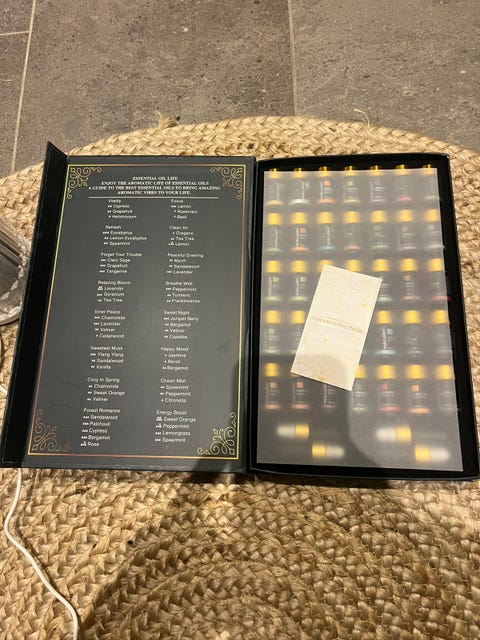 ESSENTIAL OIL LIFE
ENJOY THE AROMATIC LIFE OF ESSENTIAL OILS
A GUIDE TO THE BEST ESSENTIAL OILS TO BRING AMAZING
AROMATIC VIBES TO YOUR LIFE.
Vitality
Cypress
Grapefruit
Helichrysum
Refresh
Eucalyptus
Lemon Eucalyptus
Spearmint
Forget Your Trouble
Clary Sage
Grapefruit
Tangerine
Relaxing Bloom
Lavender
Geranium
Tea Tree
Inner Peace
Chamomile
Lavender
Vetiver
Cedarwood
Sweetest Musk
Ylang Ylang
Sandalwood
Vanilla
Cozy In Spring
Chamomile
Sweet Orange
Vetiver
Forest Romance
Sandalwood
Patchouli
Cypress
Bergamot
Rose
Focus
Lemon
Rosemary
Basil
Clean Air
Oregano
Tea Tree
Lemon
Peaceful Evening
Myrrh
Sandalwood
Lavender
Breathe Well
Peppermint
Turmeric
Frankincense
Sweet Night
Juniper Berry
Bergamot
Vetiver
Copaiba
Happy Mood
Jasmine
Neroli
Bergamot
Ocean Mist
Spearmint
Peppermint
Citronella
Energy Boost
Sweet Orange
Peppermint
Lemongrass
Spearmint